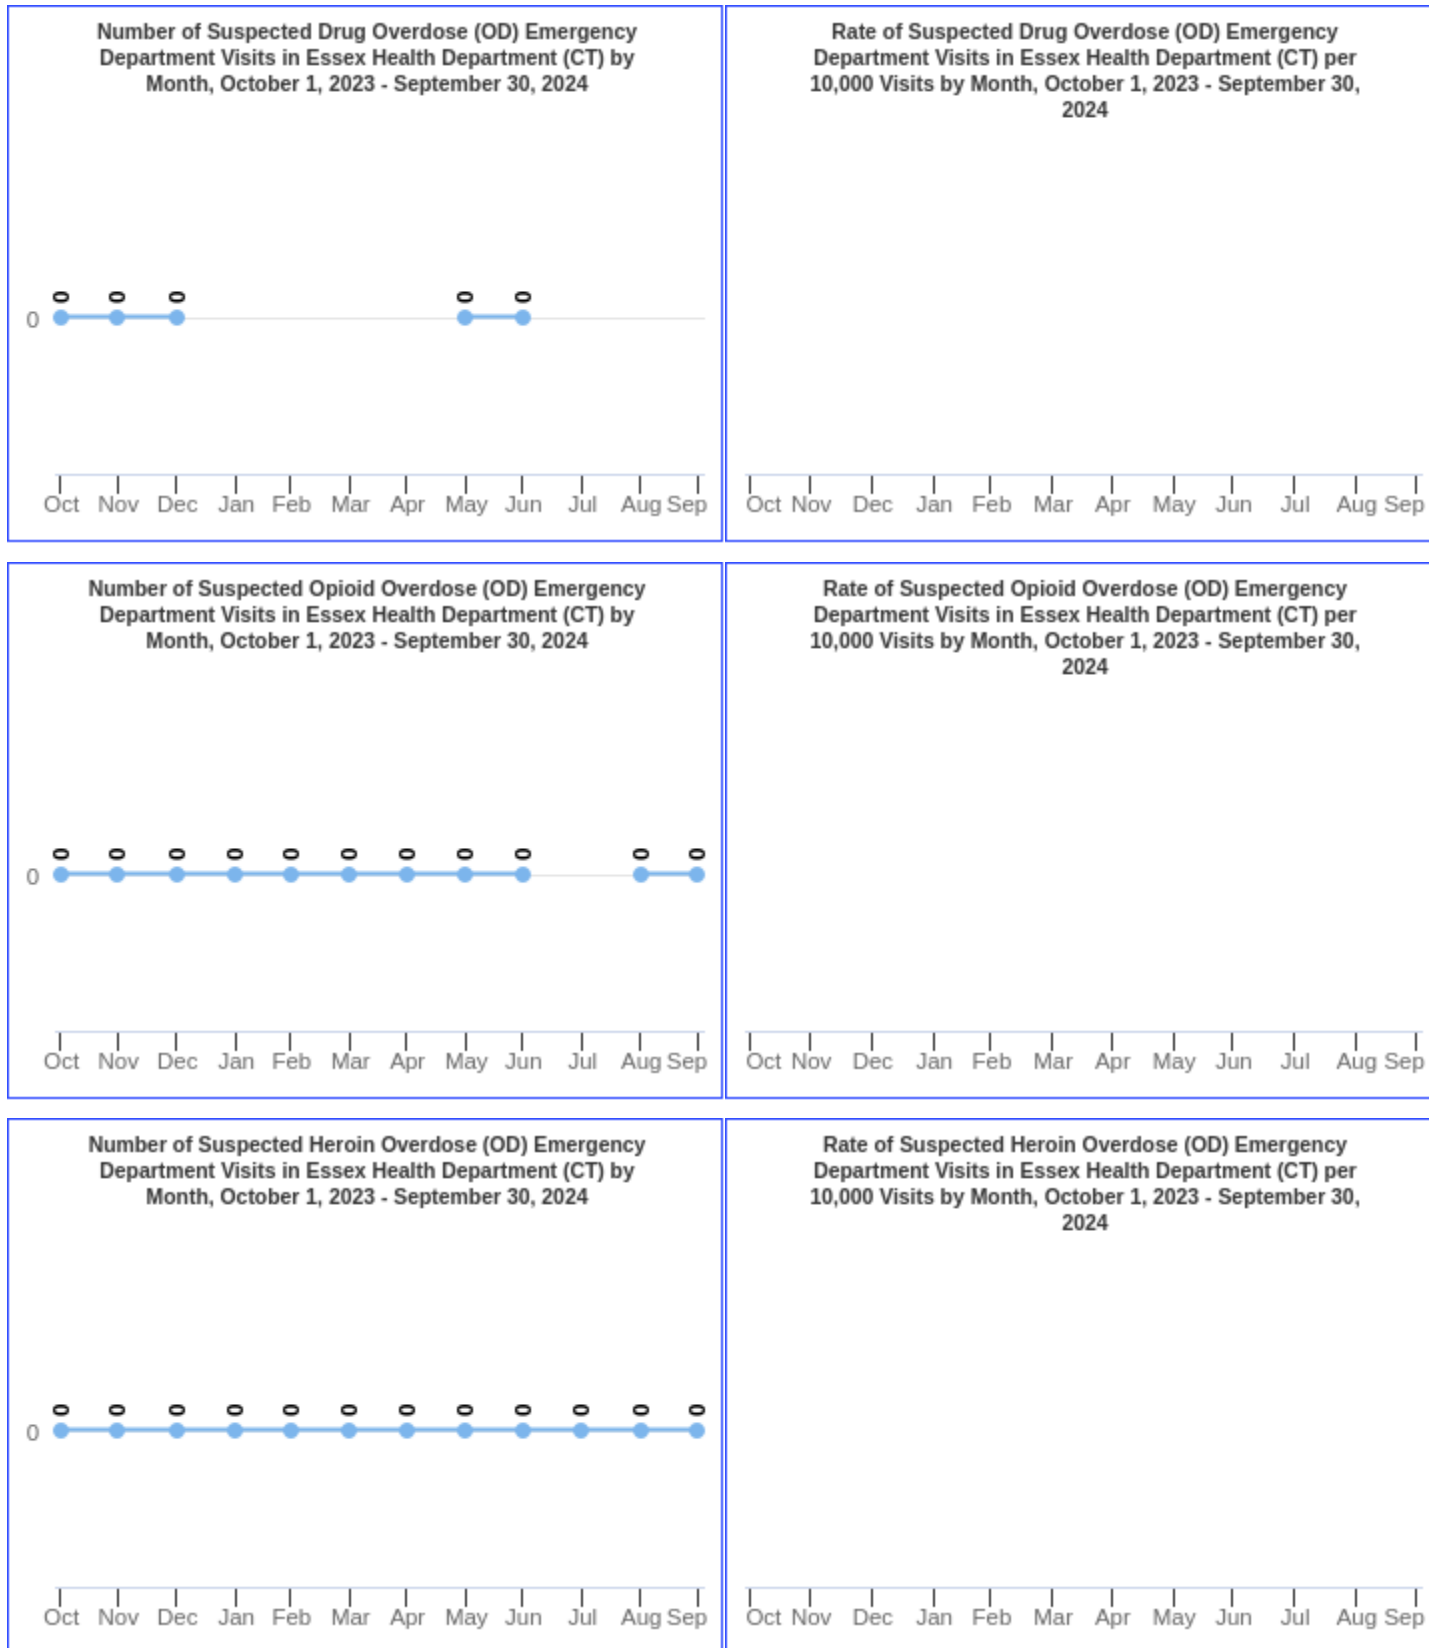 Number of Suspected Drug Overdose (OD) Emergency
Department Visits in Essex Health Department (CT) by
Month, October 1, 2023 - September 30, 2024
0 0 0 0 0
0
Oct Nov Dec Jan Feb Mar Apr May Jun Jul Aug Sep
Rate of Suspected Drug Overdose (OD) Emergency
Department Visits in Essex Health Department (CT) per
10,000 Visits by Month, October 1, 2023 - September 30,
2024
Oct Nov Dec Jan Feb Mar Apr May Jun Jul Aug Sep
Number of Suspected Opioid Overdose (OD) Emergency
Department Visits in Essex Health Department (CT) by
Month, October 1, 2023 - September 30, 2024
0 0 0 0 0 0 0 0 0 0 0
0
Oct Nov Dec Jan Feb Mar Apr May Jun Jul Aug Sep
Rate of Suspected Opioid Overdose (OD) Emergency
Department Visits in Essex Health Department (CT) per
10,000 Visits by Month, October 1, 2023 - September 30,
2024
Oct Nov Dec Jan Feb Mar Apr May Jun Jul Aug Sep
Number of Suspected Heroin Overdose (OD) Emergency
Department Visits in Essex Health Department (CT) by
Month, October 1, 2023 - September 30, 2024
0 0 0 0 0 0 0 0 0 0 0 0
0
Oct Nov Dec Jan Feb Mar Apr May Jun Jul Aug Sep
Rate of Suspected Heroin Overdose (OD) Emergency
Department Visits in Essex Health Department (CT) per
10,000 Visits by Month, October 1, 2023 - September 30,
2024
Oct Nov Dec Jan Feb Mar Apr May Jun Jul Aug Sep